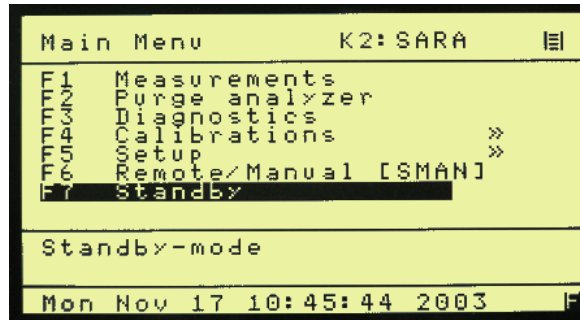 Main Menu K2:SARA
F1 Measurements
F2 Purge analyzer
F3 Diagnostics
F4 Calibrations »
F5 Setup »
F6 Remote/Manual [SMAN]
F7 Standby
Standby-mode
Mon Nov 17 10:45:44 2003